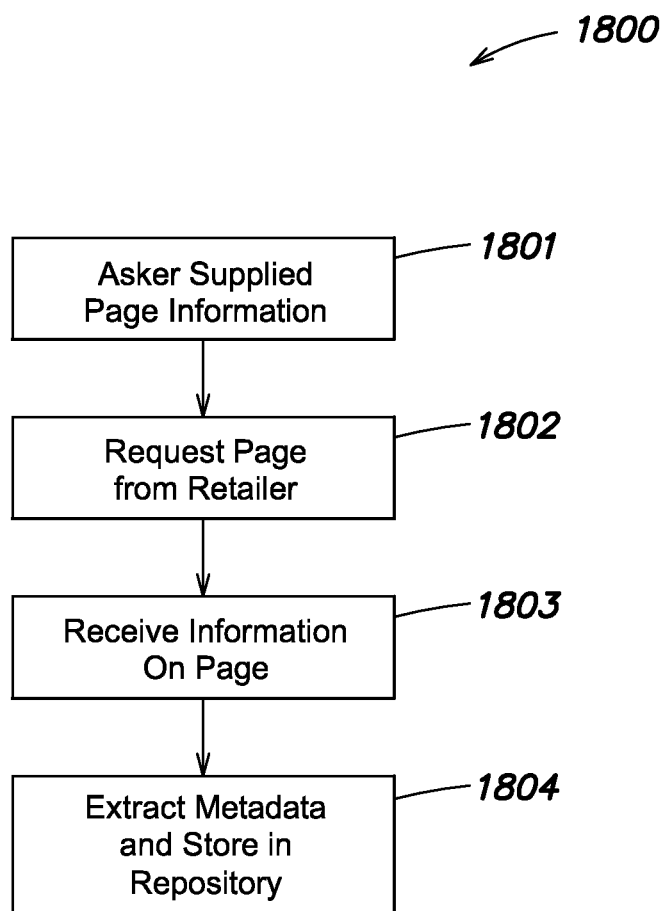 1800
Asker Supplied
Page Information
1801
Request Page
from Retailer
1802
Receive Information
On Page
1803
Extract Metadata
and Store in
Repository
1804